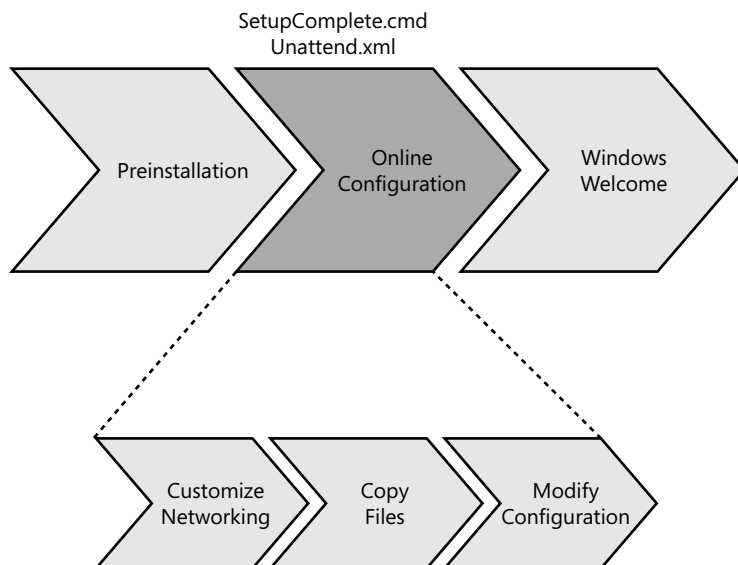 SetupComplete.cmd
Unattend.xml
Preinstallation
Online
Configuration
Windows
Welcome
Customize
Networking
Copy
Files
Modify
Configuration